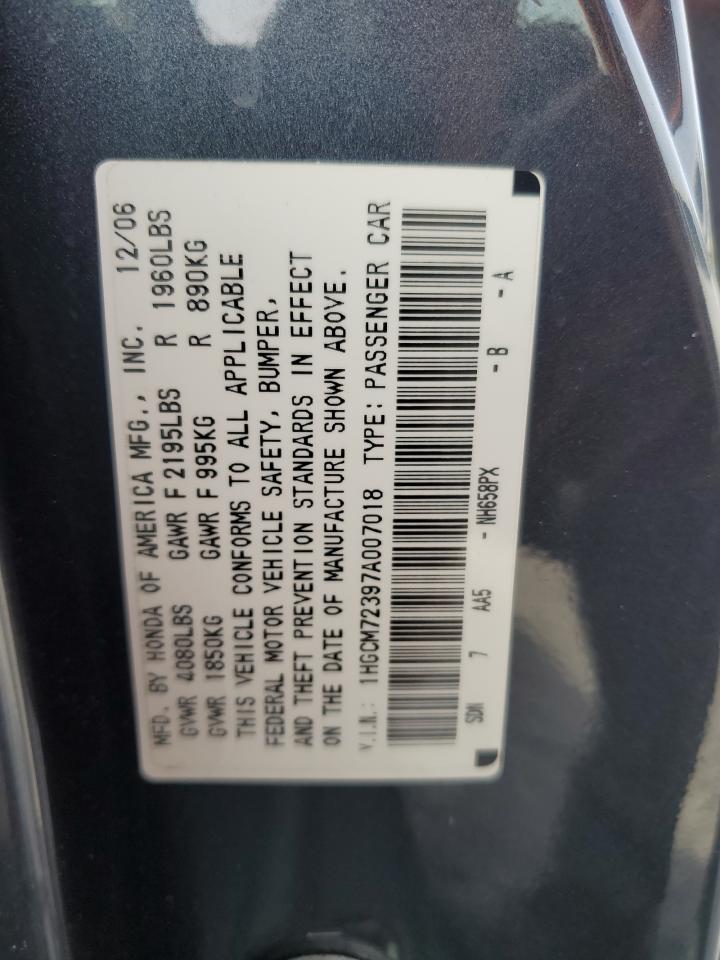 MFD. BY HONDA OF AMERICA MFG., INC. 12/06
GVWR 4080LBS GAWR F 2195LBS R 1960LBS
GVWR 1850KG GAWR F 995KG R 890KG
THIS VEHICLE CONFORMS TO ALL APPLICABLE
FEDERAL MOTOR VEHICLE SAFETY, BUMPER,
AND THEFT PREVENTION STANDARDS IN EFFECT
ON THE DATE OF MANUFACTURE SHOWN ABOVE.
V.I.N.: 1HGCM72397A007018 TYPE: PASSENGER CAR
SDN 7 AA5 - NH658PX - B - A